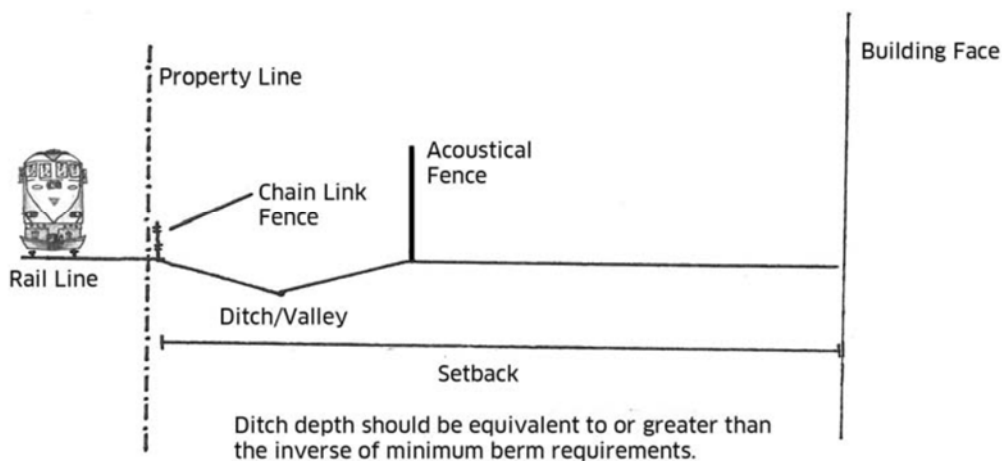 Building Face
Property Line
Acoustical
Fence
Chain Link
Fence
Rail Line
Ditch/Valley
Setback
Ditch depth should be equivalent to or greater than
the inverse of minimum berm requirements.